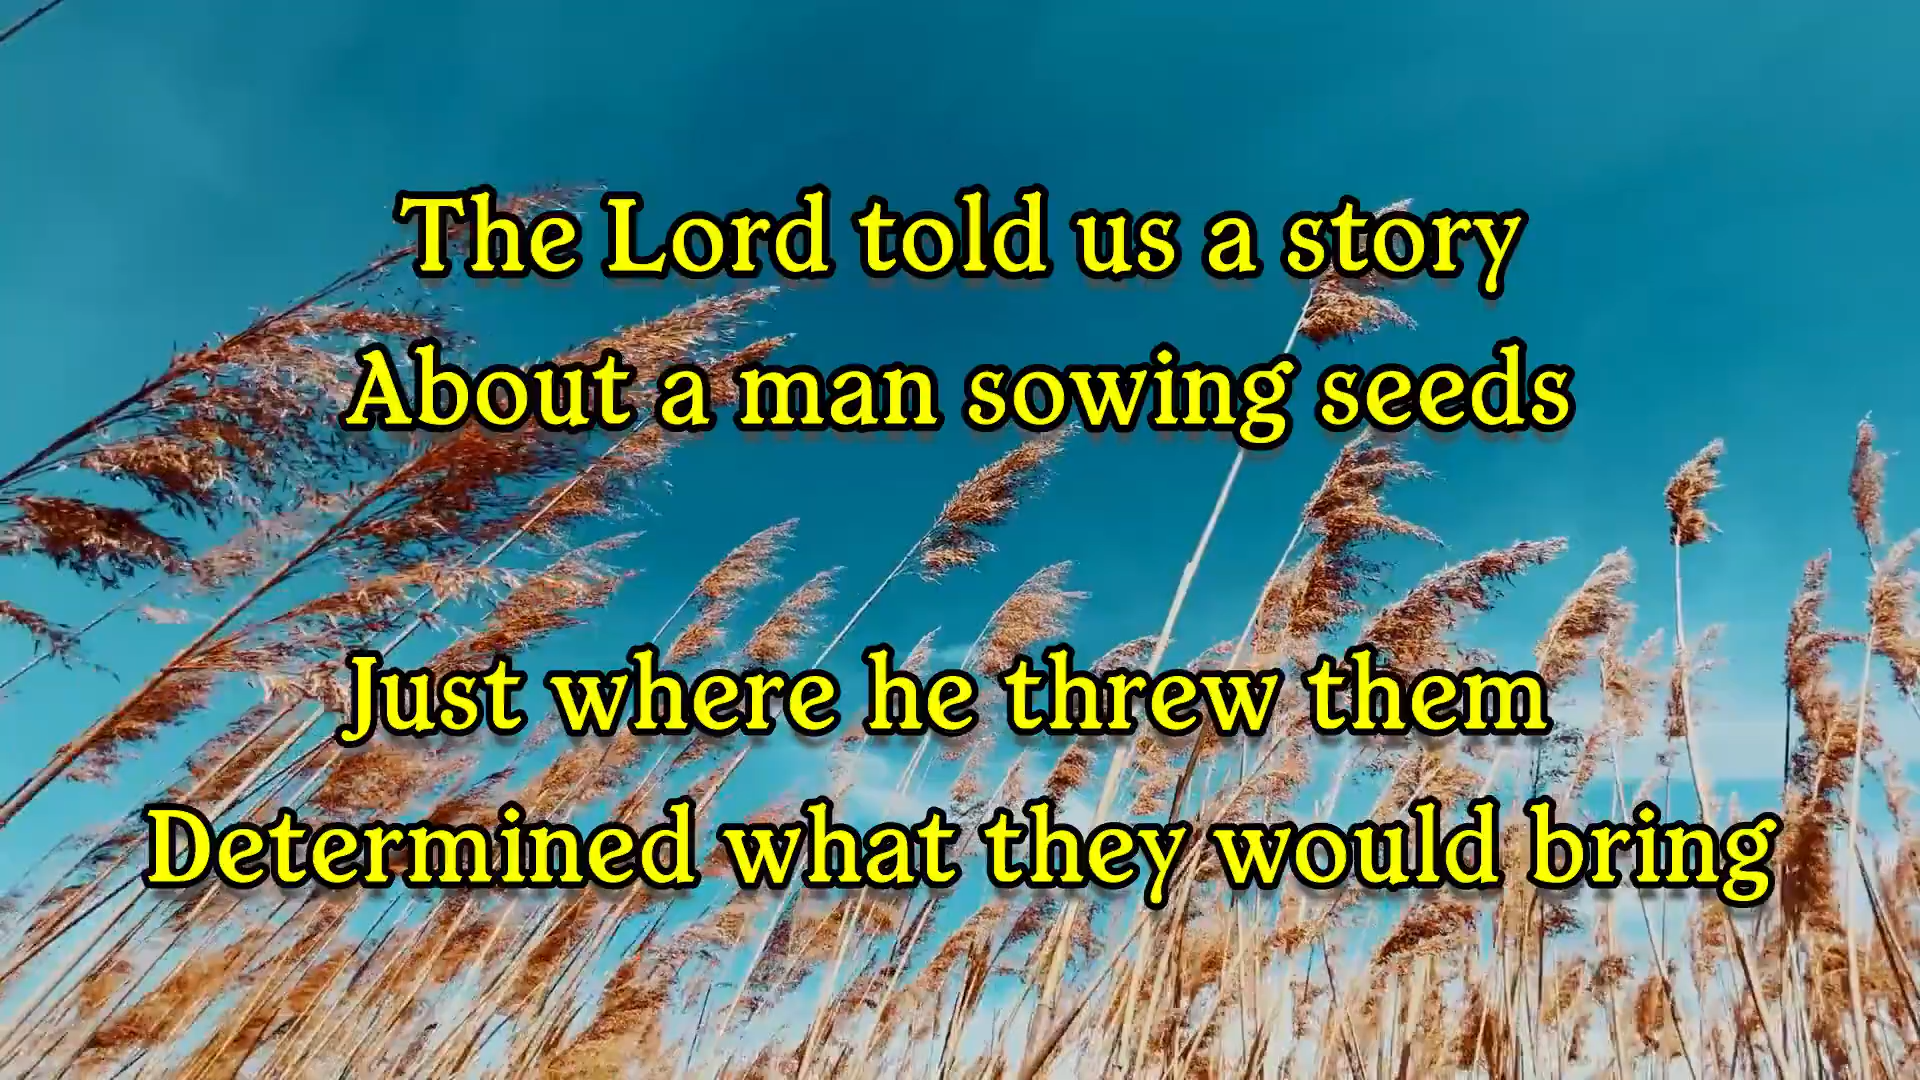 The Lord told us a story
About a man sowing seeds
Just where he threw them
Determined what they would bring